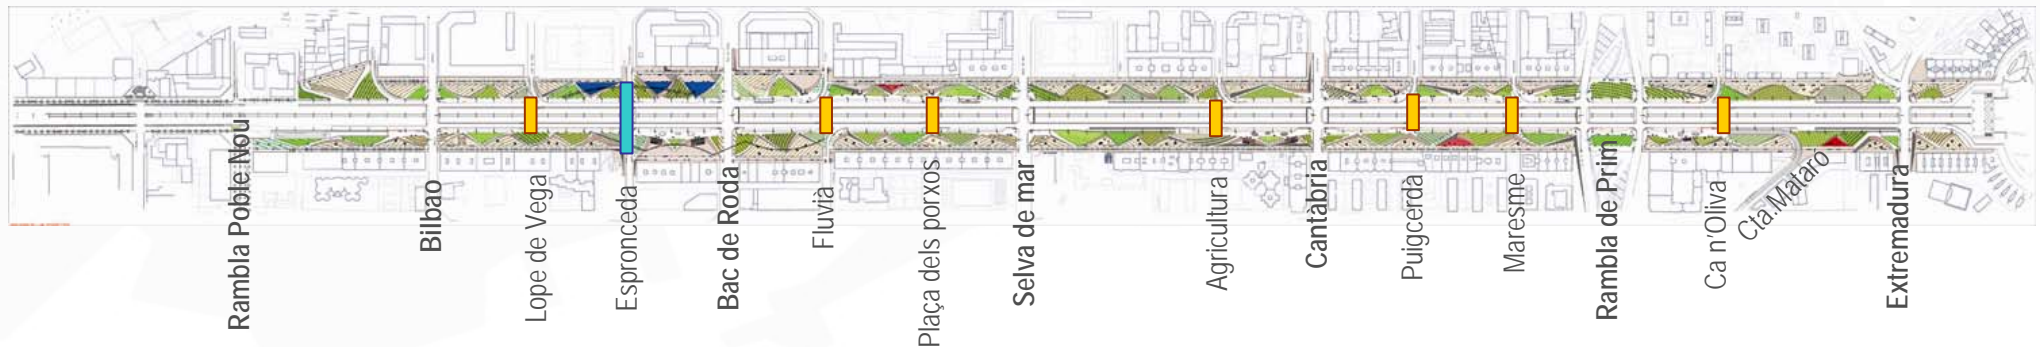 Rambla Poble Nou
Bilbao
Lope de Vega
Espronceda
Bac de Roda
Fluvià
Plaça dels porxos
Selva de mar
Agricultura
Cantàbria
Puigcerdà
Maresme
Rambla de Prim
Ca n'Oliva
Cta.Mataró
Extremadura